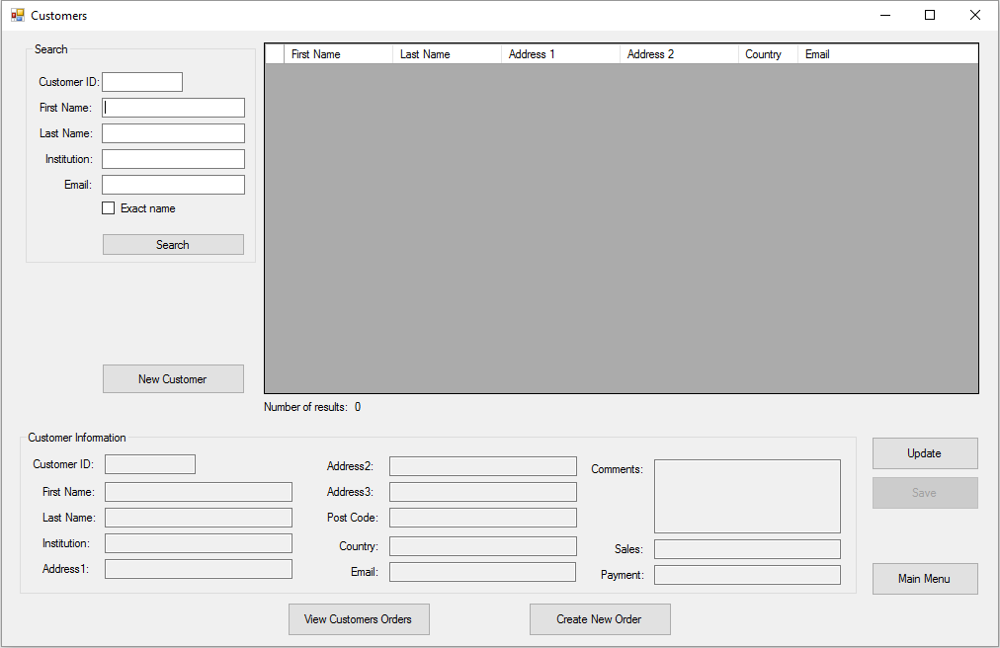 Customers
Search
Customer ID:
First Name:
Last Name:
Institution:
Email:
Exact name
Search
New Customer
First Name Last Name Address 1 Address 2 Country Email
Number of results: 0
Customer Information
Customer ID:
First Name:
Last Name:
Institution:
Address1:
Address2:
Address3:
Post Code:
Country:
Email:
Comments:
Sales:
Payment:
Update
Save
Main Menu
View Customers Orders
Create New Order